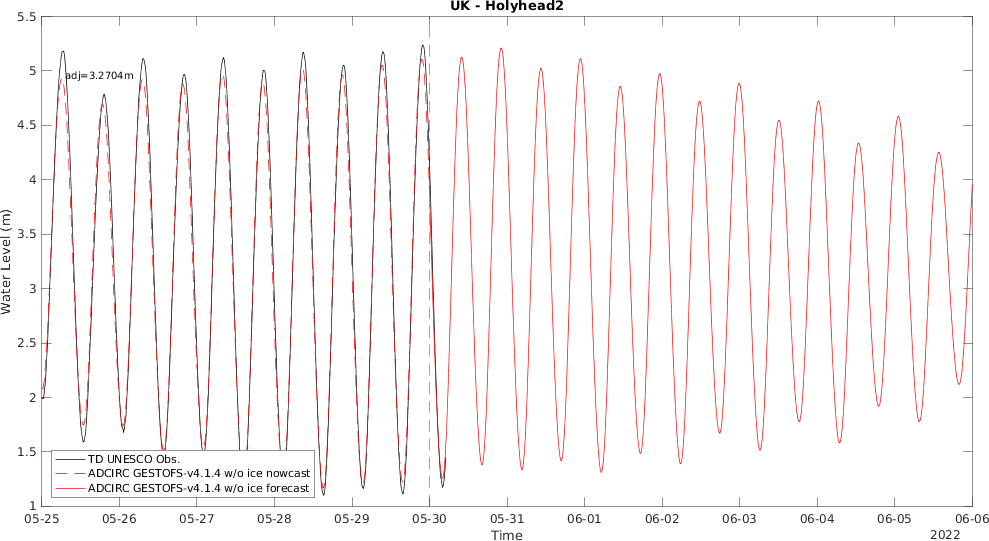 UK - Holyhead2
5.5
5
4.5
4
3.5
3
2.5
2
1.5
1
Water Level (m)
adj=3.2704m
TD UNESCO Obs.
ADCIRC GESTOFS-v4.1.4 w/o ice nowcast
ADCIRC GESTOFS-v4.1.4 w/o ice forecast
05-25 05-26 05-27 05-28 05-29 05-30 05-31 06-01 06-02 06-03 06-04 06-05 06-06
Time
2022